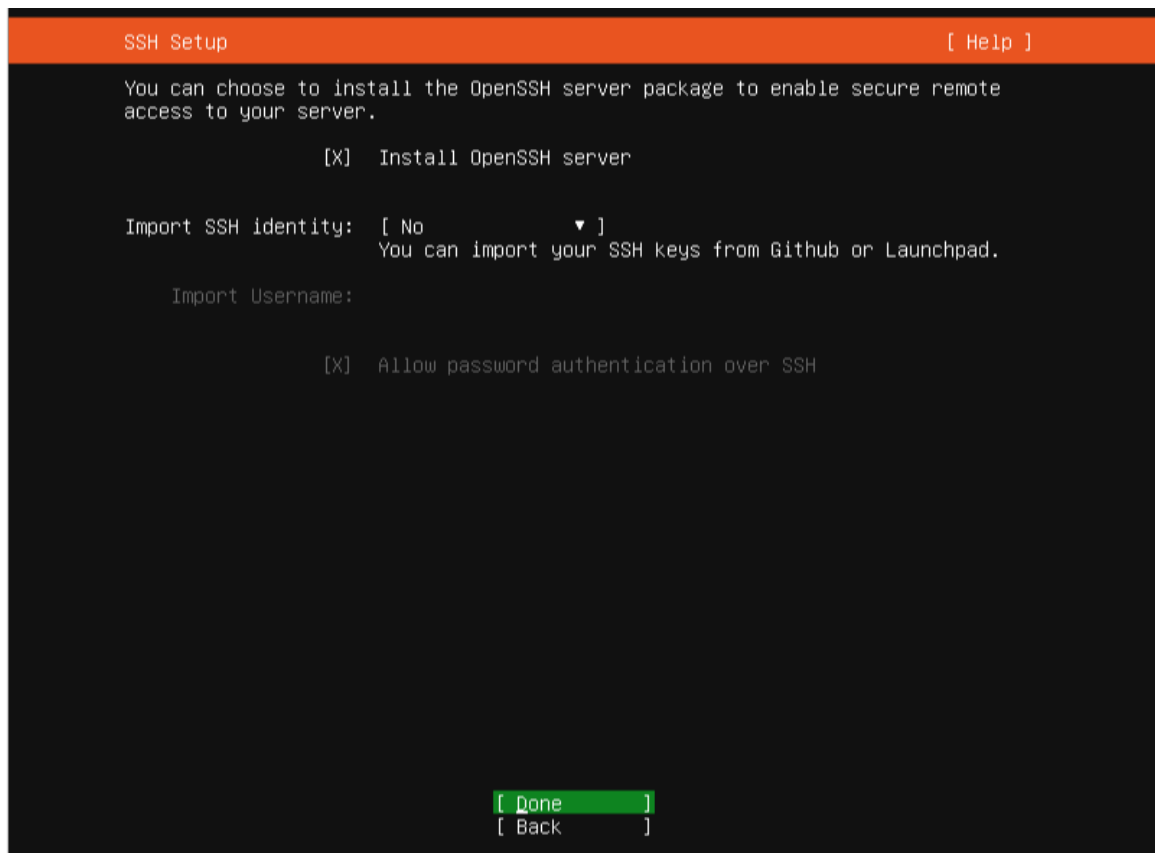 SSH Setup [ Help ]
You can choose to install the OpenSSH server package to enable secure remote
access to your server.
[X] Install OpenSSH server
Import SSH identity: [ No ▼ ]
You can import your SSH keys from Github or Launchpad.
Import Username:
[X] Allow password authentication over SSH
[ Done ]
[ Back ]